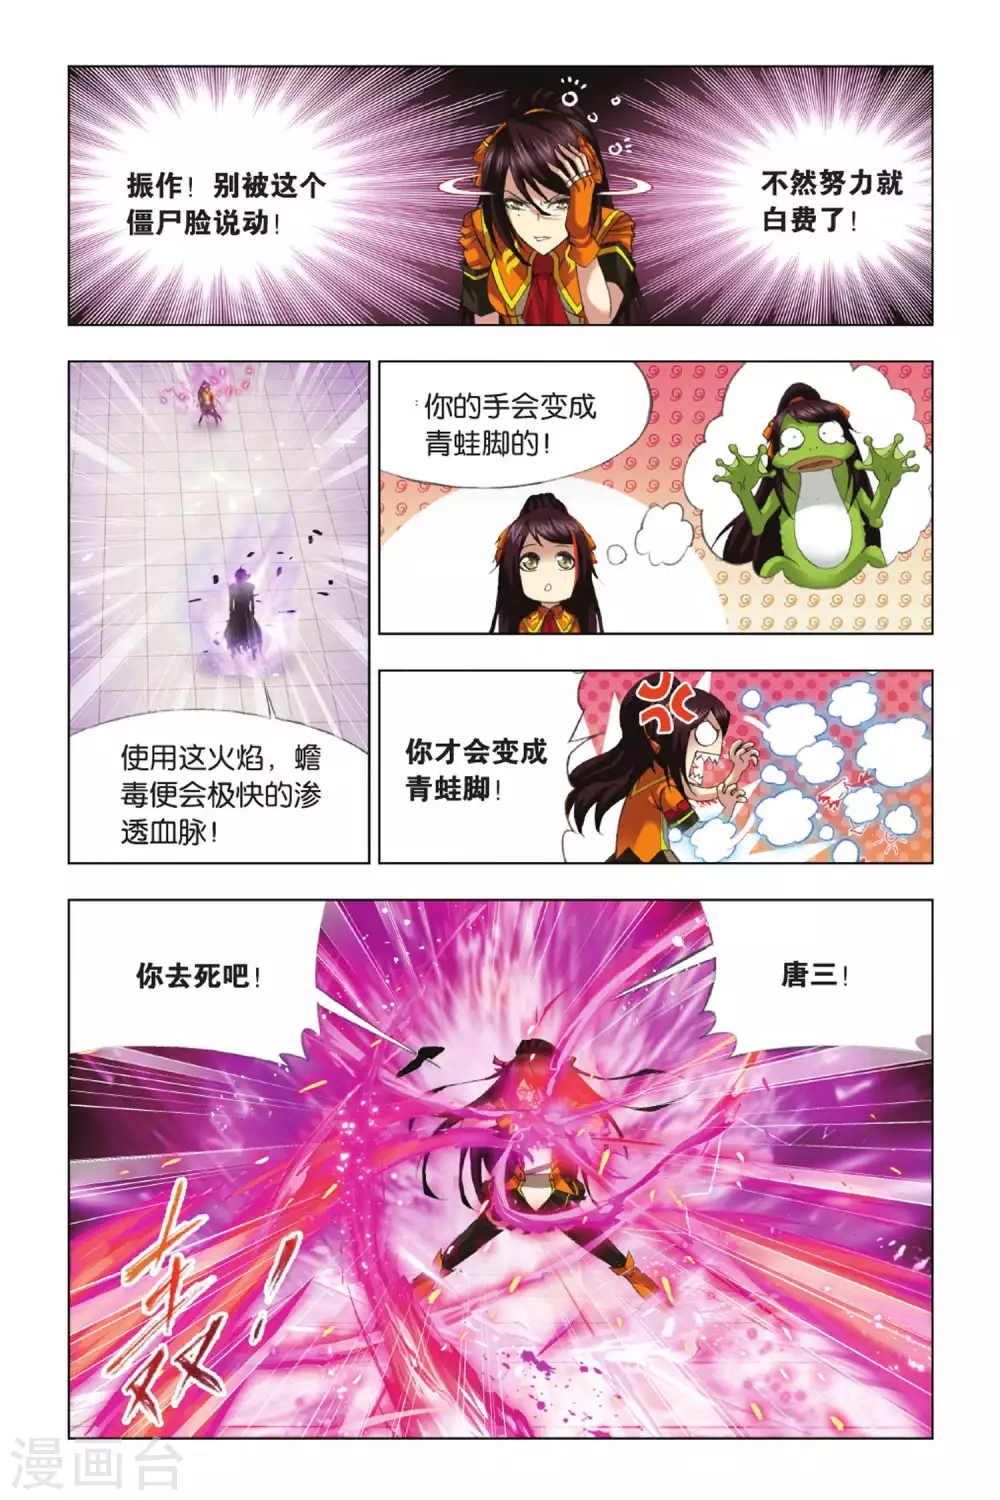 振作！别被这个
僵尸脸说动！
不然努力就
白费了！
使用这火焰，蟾
毒便会极快的渗
透血脉！
你的手会变成
青蛙脚的！
你才会变成
青蛙脚！
你去死吧！
唐三！
轰！
漫画台